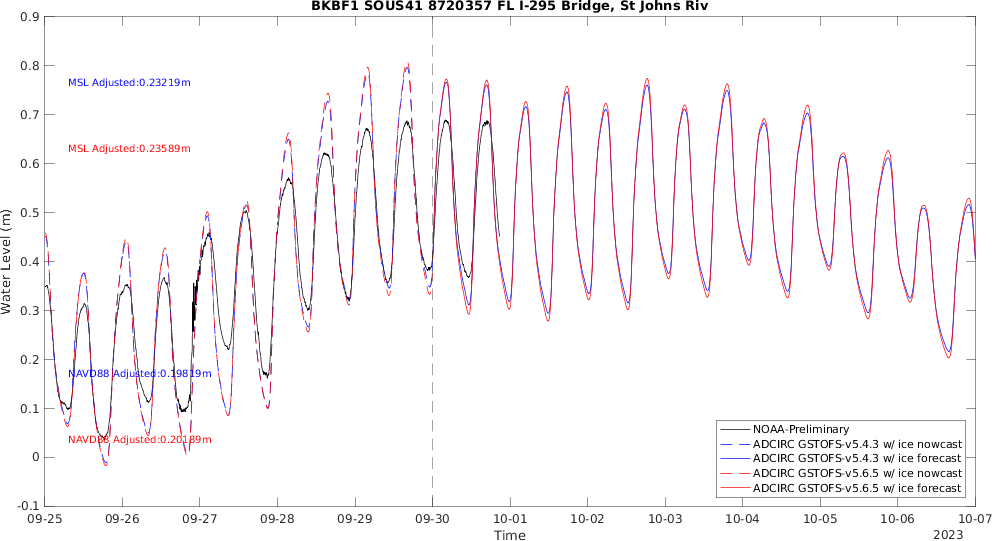 BKBF1 SOUS41 8720357 FL I-295 Bridge, St Johns Riv
0.9
0.8
0.7
0.6
0.5
0.4
0.3
0.2
0.1
0
-0.1
Water Level (m)
MSL Adjusted:0.23219m
MSL Adjusted:0.23589m
NAVD88 Adjusted:0.19819m
NAVD88 Adjusted:0.20189m
NOAA-Preliminary
ADCIRC GSTOFS-v5.4.3 w/ ice nowcast
ADCIRC GSTOFS-v5.4.3 w/ ice forecast
ADCIRC GSTOFS-v5.6.5 w/ ice nowcast
ADCIRC GSTOFS-v5.6.5 w/ ice forecast
09-25 09-26 09-27 09-28 09-29 09-30 10-01 10-02 10-03 10-04 10-05 10-06 10-07
Time
2023